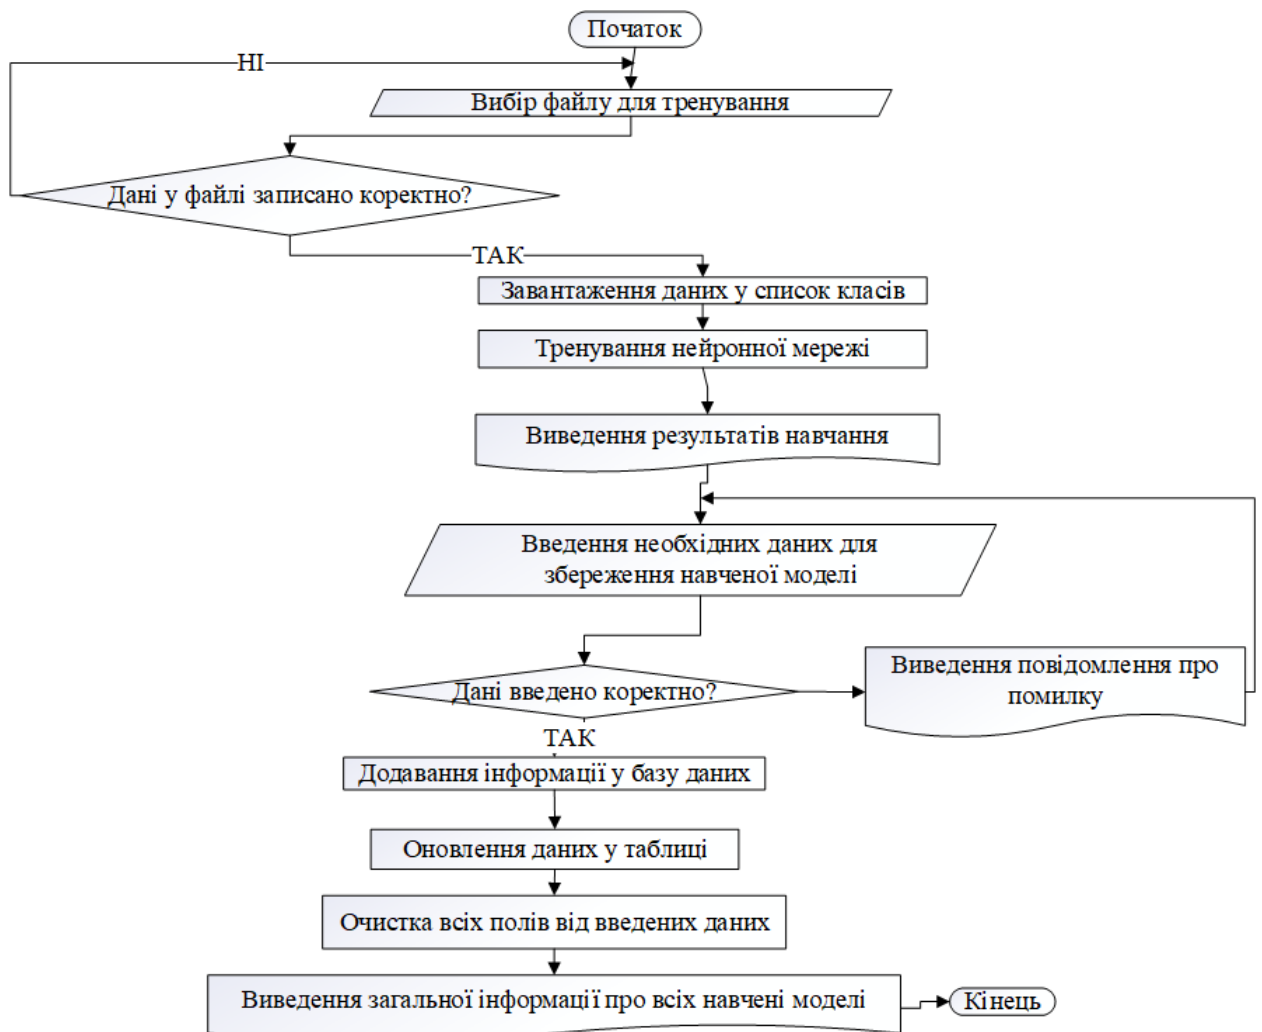 Початок
НІ
Вибір файлу для тренування
Дані у файлі записано коректно?
ТАК
Завантаження даних у список класів
Тренування нейронної мережі
Виведення результатів навчання
Введення необхідних даних для
збереження навченої моделі
Дані введено коректно?
Виведення повідомлення про
помилку
ТАК
Додавання інформації у базу даних
Оновлення даних у таблиці
Очистка всіх полів від введених даних
Виведення загальної інформації про всіх навчені моделі
Кінець